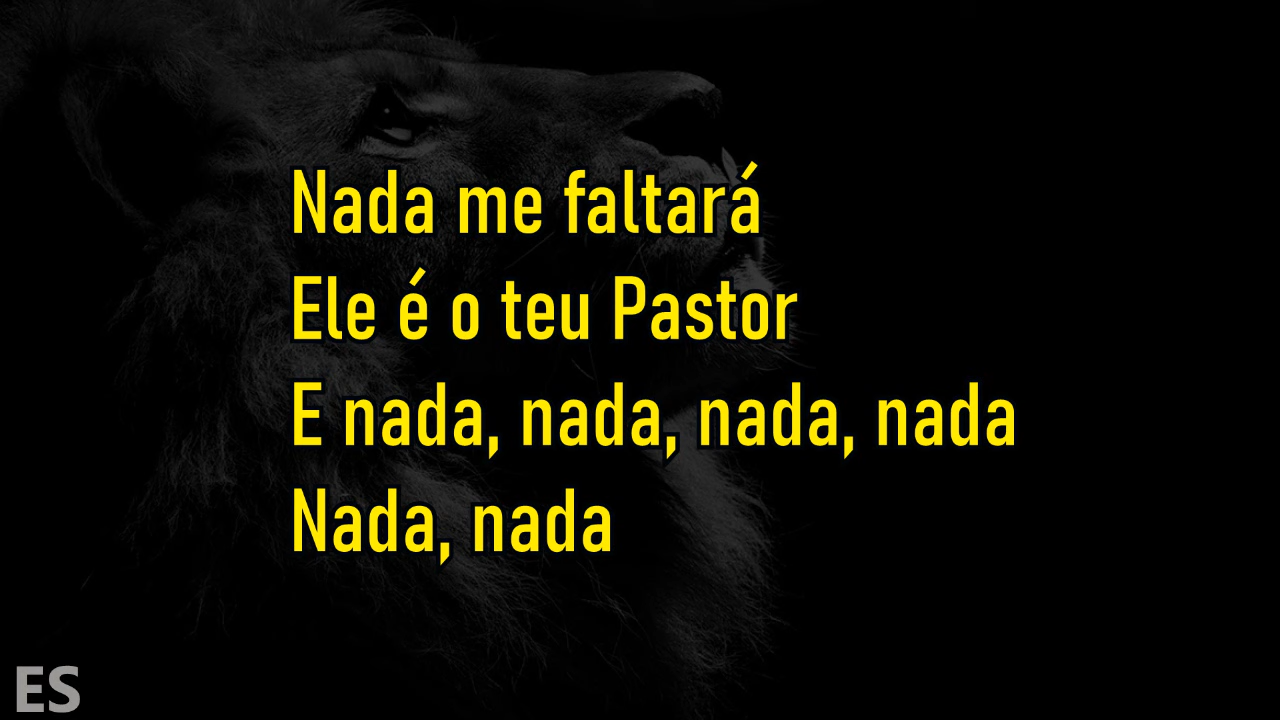 Nada me faltará
Ele é o teu Pastor
E nada, nada, nada, nada
Nada, nada
ES